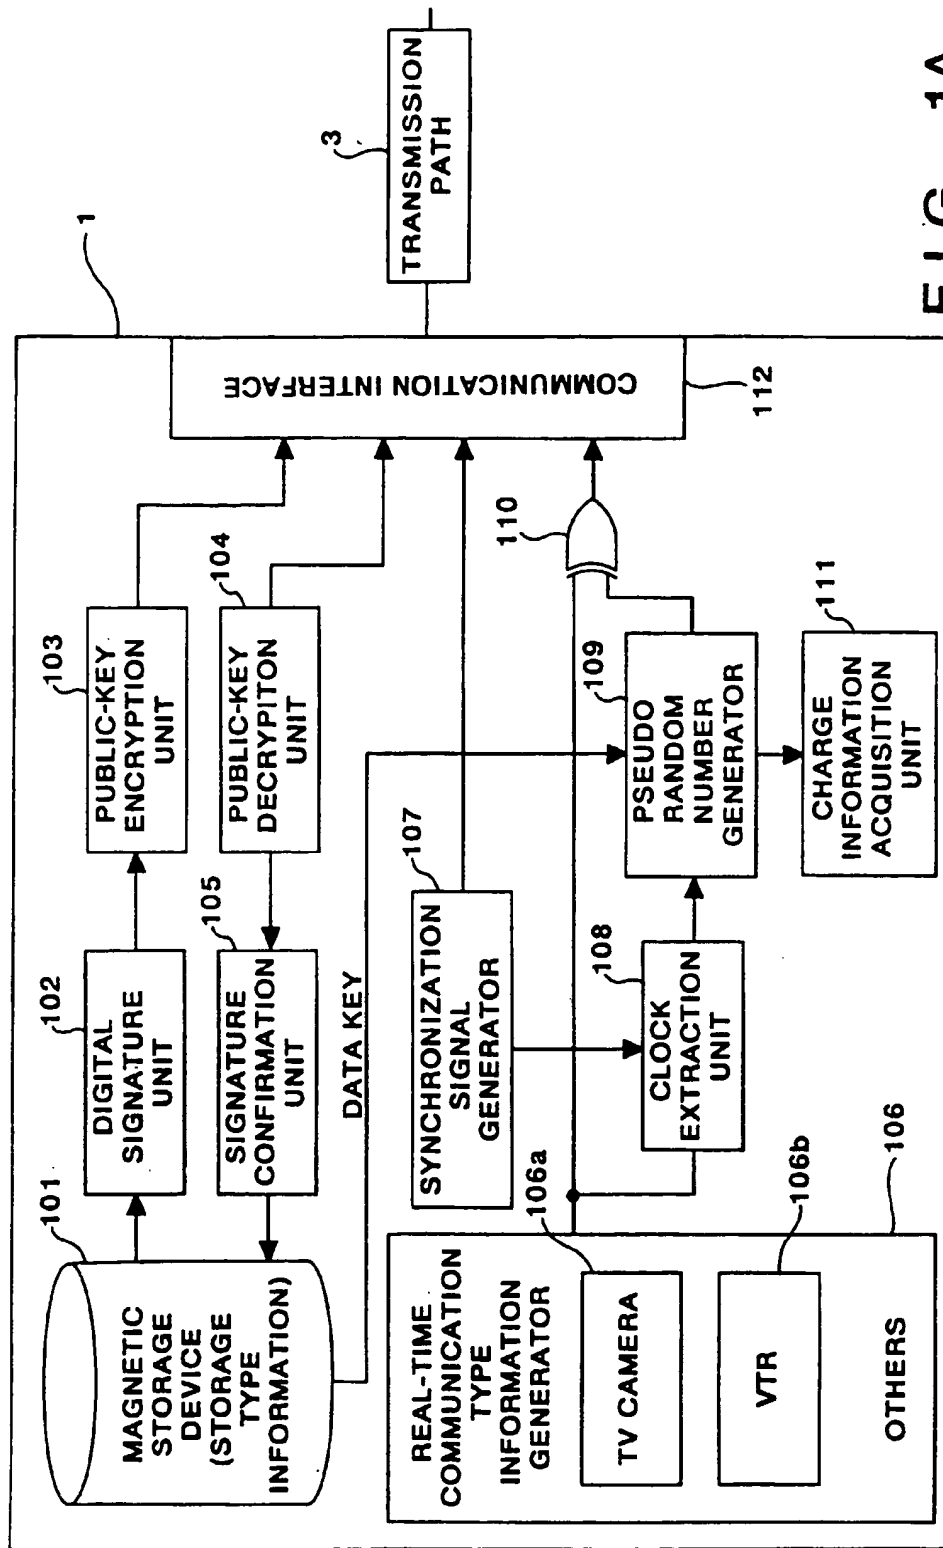 1
101
MAGNETIC
STORAGE
DEVICE
(STORAGE
TYPE
INFORMATION)
102
DIGITAL
SIGNATURE
UNIT
103
PUBLIC-KEY
ENCRYPTION
UNIT
105
SIGNATURE
CONFIRMATION
UNIT
104
PUBLIC-KEY
DECRYPITON
UNIT
DATA KEY
107
SYNCHRONIZATION
SIGNAL
GENERATOR
COMMUNICATION INTERFACE
112
3
TRANSMISSION
PATH
REAL-TIME
COMMUNICATION
TYPE
INFORMATION
GENERATOR
106a
TV CAMERA
106b
VTR
OTHERS
106
108
CLOCK
EXTRACTION
UNIT
109
PSEUDO
RANDOM
NUMBER
GENERATOR
110
111
CHARGE
INFORMATION
ACQUISITION
UNIT
FIG. 1A